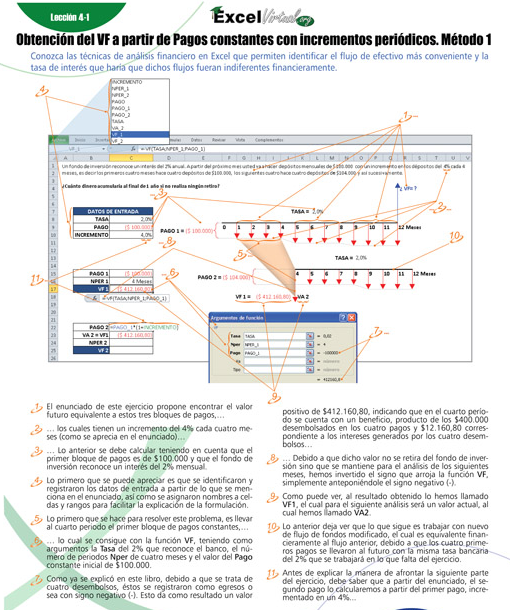 Lección 4-1
ExcelVirtual.org
Obtención del VF a partir de Pagos constantes con incrementos periódicos. Método 1
Conozca las técnicas de análisis financiero en Excel que permiten identificar el flujo de efectivo más conveniente y la
tasa de interés que haría que dichos flujos fueran indiferentes financieramente.
INCREMENTO
NPER_1
NPER_2
PAGO
PAGO_1
PAGO_2
TASA
VA_2
VF_1
VF_2
VF_1
=VF(TASA;NPER_1;PAGO_1)
Un fondo de inversión reconoce un interés del 2% anual. A partir del próximo mes usted va a hacer depósitos mensuales de $100.000 con un incremento en los depósitos del 4% cada 4
meses, es decir los primeros cuatro meses hace cuatro depósitos de $100.000, los siguientes cuatro hace cuatro depósitos de $104.000 y así sucesivamente.
¿Cuánto dinero acumularía al final de 1 año si no realiza ningún retiro?
DATOS DE ENTRADA
TASA 2,0%
PAGO ($ 100.000)
INCREMENTO 4,0%
TASA = 2,0%
PAGO 1 = ($ 100.000)
0 1 2 3 4 5 6 7 8 9 10 11 12 Meses
TASA = 2,0%
PAGO 1 ($ 100.000)
NPER 1 4 Meses
VF 1 ($ 412.160,80)
=VF(TASA;NPER_1;PAGO_1)
PAGO 2 = ($ 104.000)
4 5 6 7 8 9 10 11 12 Meses
VF 1 = ($ 412.160,80) VA 2
PAGO 2 =PAGO_1*(1+INCREMENTO)
VA 2 = VF1 ($ 412.160,80)
NPER 2
VF 2
Argumentos de función
VF
Tasa TASA = 0,02
Nper NPER_1 = 4
Pago PAGO_1 = -100000
Va = número
Tipo = número
= 412160,8
1 El enunciado de este ejercicio propone encontrar el valor
futuro equivalente a estos tres bloques de pagos,…
2 … los cuales tienen un incremento del 4% cada cuatro me-
ses (como se aprecia en el enunciado)…
3 … Lo anterior se debe calcular teniendo en cuenta que el
primer bloque de pagos es de $100.000 y que el fondo de
inversión reconoce un interés del 2% mensual.
4 Lo primero que se puede apreciar es que se identificaron y
registraron los datos de entrada a partir de lo que se men-
ciona en el enunciado, así como se asignaron nombres a cel-
das y rangos para facilitar la explicación de la formulación.
5 Lo primero que se hace para resolver este problema, es llevar
al cuarto periodo el primer bloque de pagos constantes,…
6 … lo cual se consigue con la función VF, teniendo como
argumentos la Tasa del 2% que reconoce el banco, el nú-
mero de periodos Nper de cuatro meses y el valor del Pago
constante inicial de $100.000.
7 Como ya se explicó en este libro, debido a que se trata de
cuatro desembolsos, éstos se registraron como egresos o
sea con signo negativo (-). Esto da como resultado un valor
positivo de $412.160,80, indicando que en el cuarto perío-
do se cuenta con un beneficio, producto de los $400.000
desembolsados en los cuatro pagos y $12.160,80 corres-
pondiente a los intereses generados por los cuatro desem-
bolsos…
8 … Debido a que dicho valor no se retira del fondo de inver-
sión sino que se mantiene para el análisis de los siguientes
meses, hemos invertido el signo que arroja la función VF,
simplemente anteponiéndole el signo negativo (-).
9 Como puede ver, al resultado obtenido lo hemos llamado
VF1, el cual para el siguiente análisis será un valor actual, al
cual hemos llamado VA2.
10 Lo anterior deja ver que lo que sigue es trabajar con nuevo
de flujo de fondos modificado, el cual es equivalente finan-
cieramente al flujo anterior, debido a que los cuatro prime-
ros pagos se llevaron al futuro con la misma tasa bancaria
del 2% que se trabajará en lo que falta del ejercicio.
11 Antes de explicar la manera de afrontar la siguiente parte
del ejercicio, debe saber que a partir del enunciado, el se-
gundo pago lo calcularemos a partir del primer pago, incre-
mentado en un 4%…